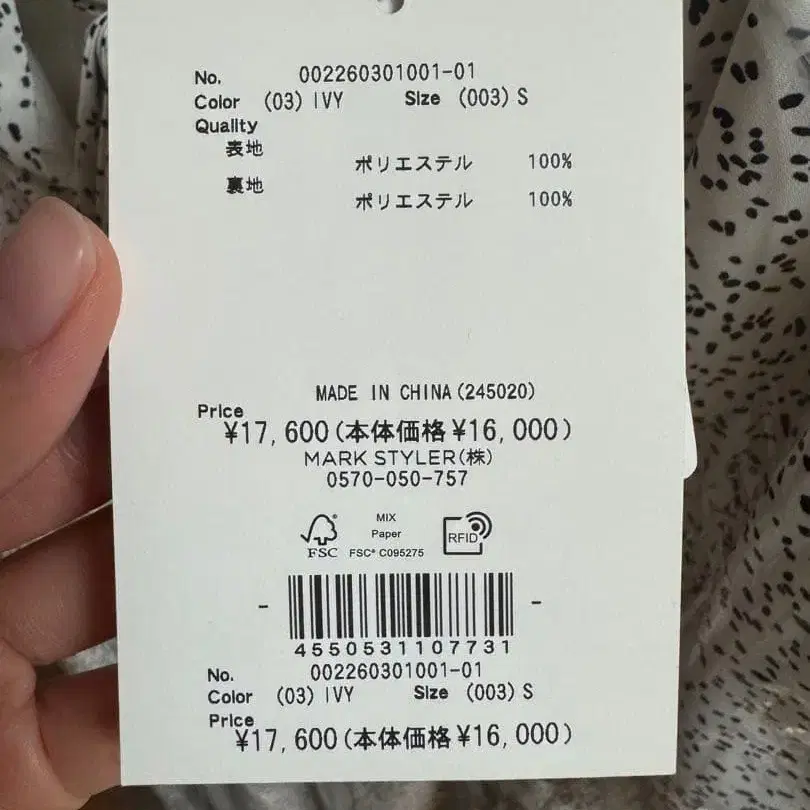 No. 002260301001-01
Color (03) IVY Size (003) S
Quality
表地
ポリエステル 100%
裏地
ポリエステル 100%
MADE IN CHINA (245020)
Price
¥17,600(本体価格¥16,000)
MARK STYLER(株)
0570-050-757
FSC
MIX
Paper
FSC® C095275
RFID
4550531107731
No. 002260301001-01
Color (03) IVY Size (003) S
Price
¥17,600(本体価格¥16,000)